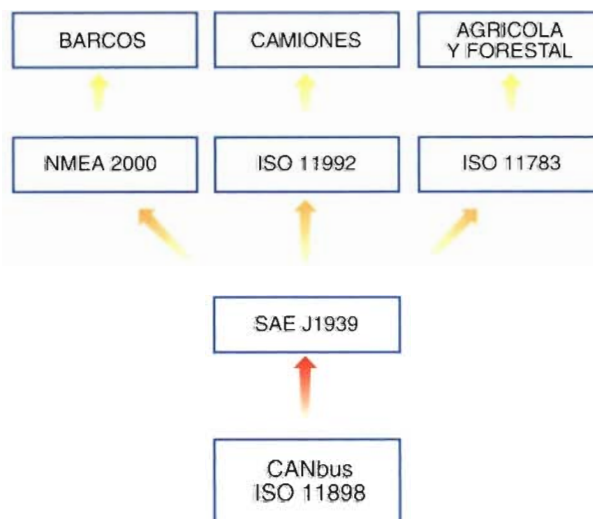 BARCOS
CAMIONES
AGRICOLA
Y FORESTAL
NMEA 2000
ISO 11992
ISO 11783
SAE J1939
CANbus
ISO 11898